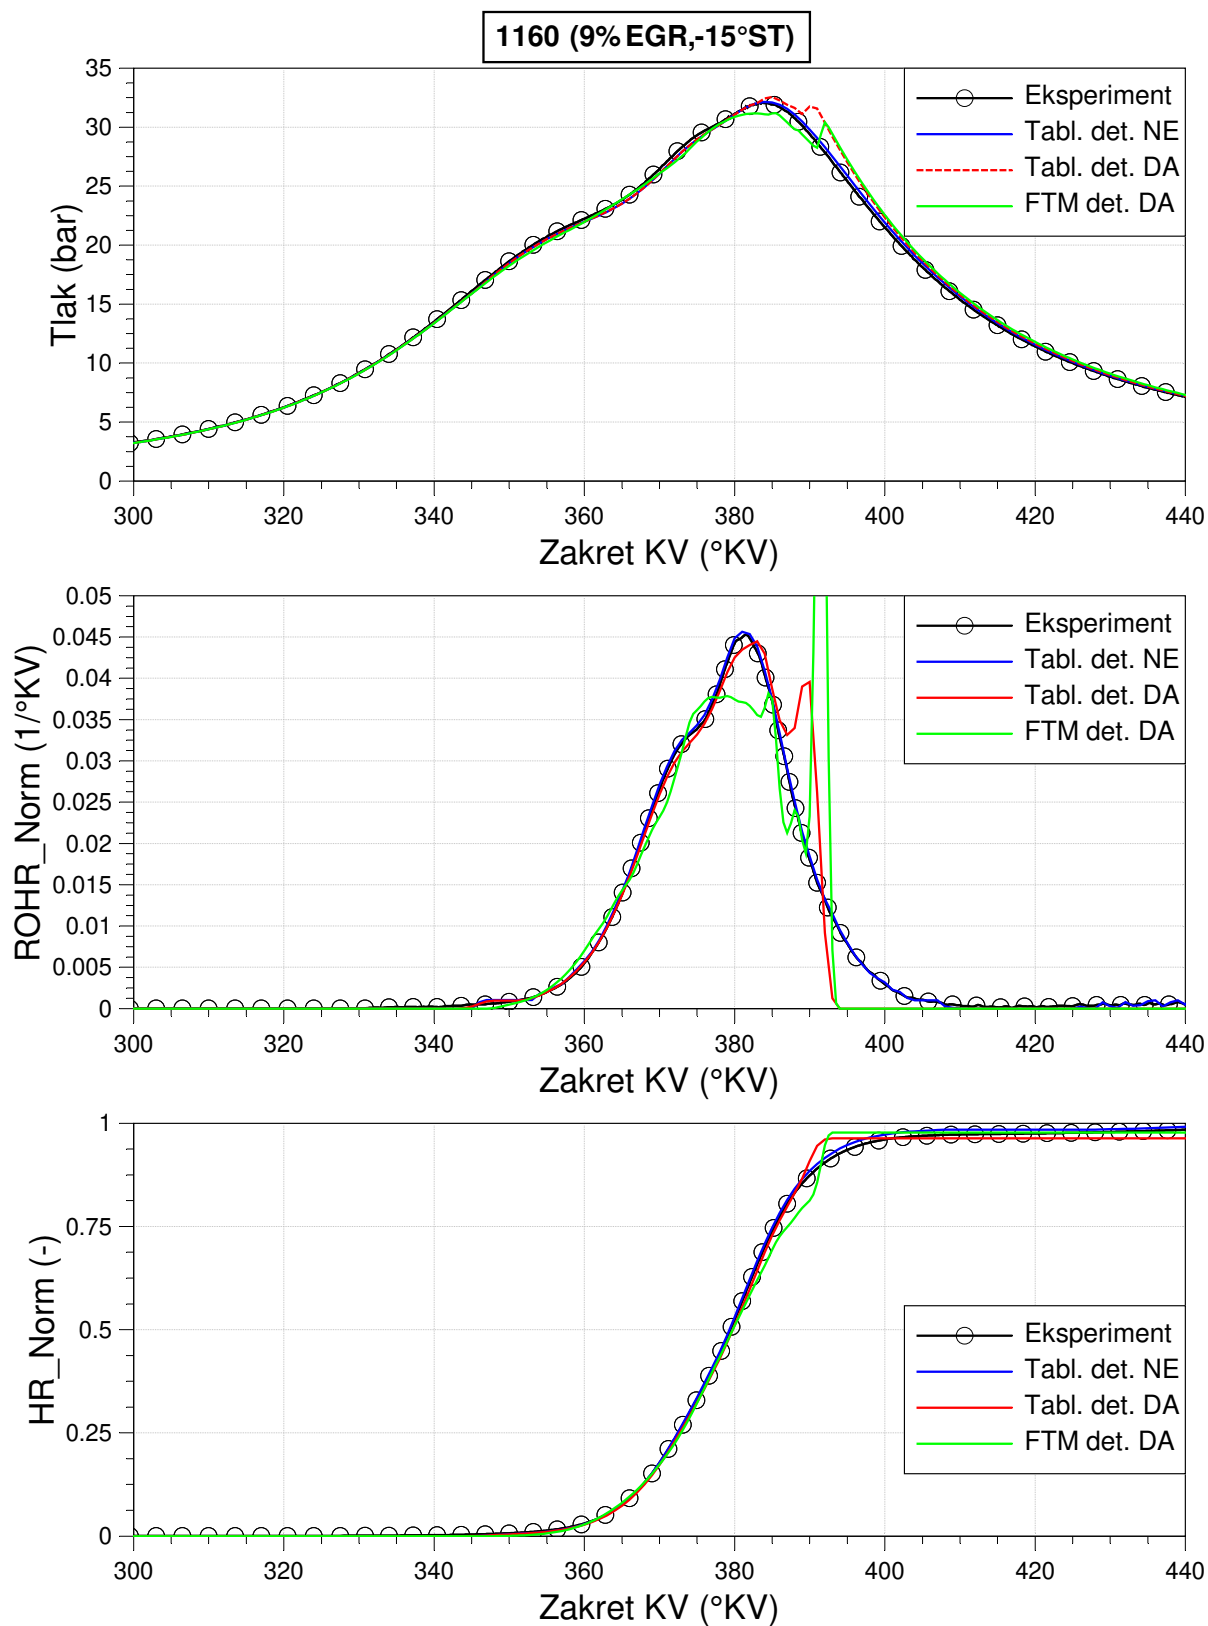 1160 (9% EGR,-15°ST)
35
30
25
20
15
10
5
0
Tlak (bar)
Eksperiment
Tabl. det. NE
Tabl. det. DA
FTM det. DA
300 320 340 360 380 400 420 440
Zakret KV (°KV)
0.05
0.045
0.04
0.035
0.03
0.025
0.02
0.015
0.01
0.005
0
ROHR_Norm (1/°KV)
Eksperiment
Tabl. det. NE
Tabl. det. DA
FTM det. DA
300 320 340 360 380 400 420 440
Zakret KV (°KV)
1
0.75
0.5
0.25
0
HR_Norm (-)
Eksperiment
Tabl. det. NE
Tabl. det. DA
FTM det. DA
300 320 340 360 380 400 420 440
Zakret KV (°KV)